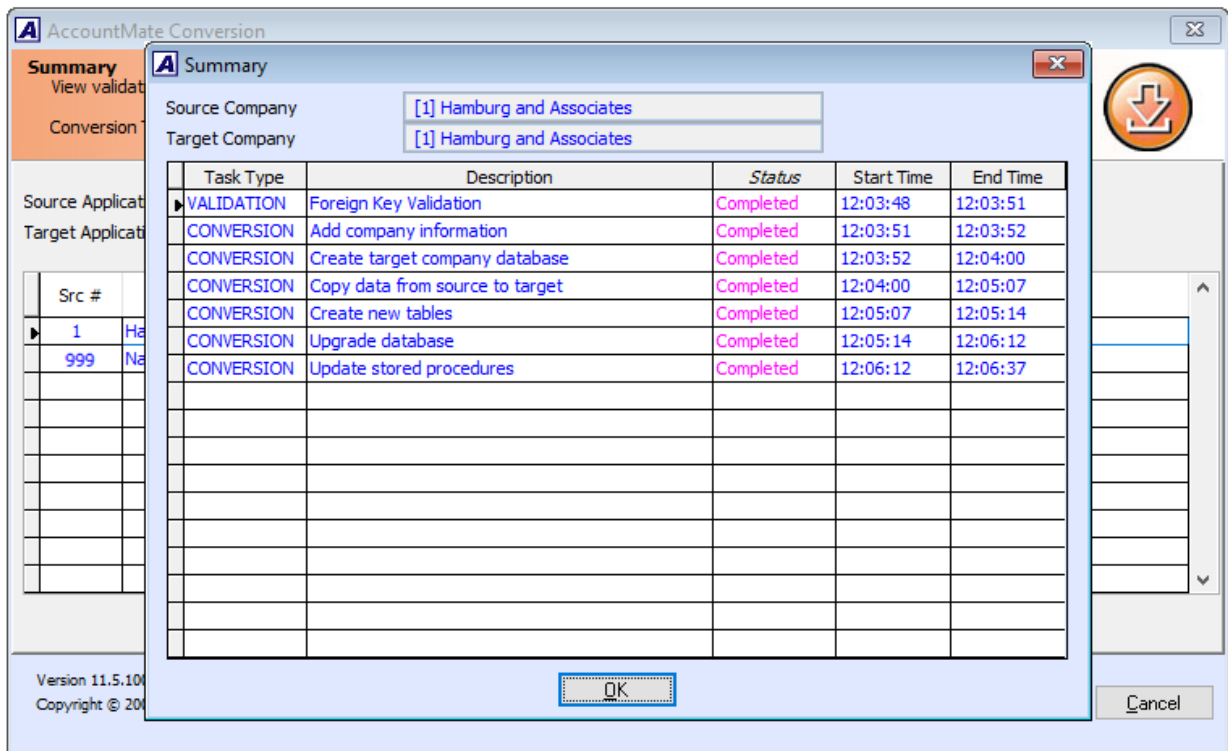 AccountMate Conversion
Summary
View validat
Conversion
Source Applicat
Target Applicati
Src #
1 Ha
999 Na
Version 11.5.100
Copyright © 200
Cancel
Summary
Source Company [1] Hamburg and Associates
Target Company [1] Hamburg and Associates
Task Type Description Status Start Time End Time
VALIDATION Foreign Key Validation Completed 12:03:48 12:03:51
CONVERSION Add company information Completed 12:03:51 12:03:52
CONVERSION Create target company database Completed 12:03:52 12:04:00
CONVERSION Copy data from source to target Completed 12:04:00 12:05:07
CONVERSION Create new tables Completed 12:05:07 12:05:14
CONVERSION Upgrade database Completed 12:05:14 12:06:12
CONVERSION Update stored procedures Completed 12:06:12 12:06:37
OK